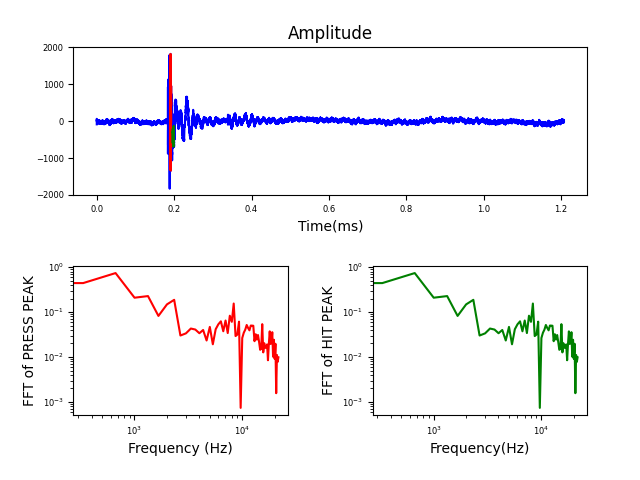 Amplitude
2000
1000
0
−1000
−2000
0.0 0.2 0.4 0.6 0.8 1.0 1.2
Time(ms)
FFT of PRESS PEAK
10⁰
10⁻¹
10⁻²
10⁻³
10³ 10⁴
Frequency (Hz)
FFT of HIT PEAK
10⁰
10⁻¹
10⁻²
10⁻³
10³ 10⁴
Frequency(Hz)